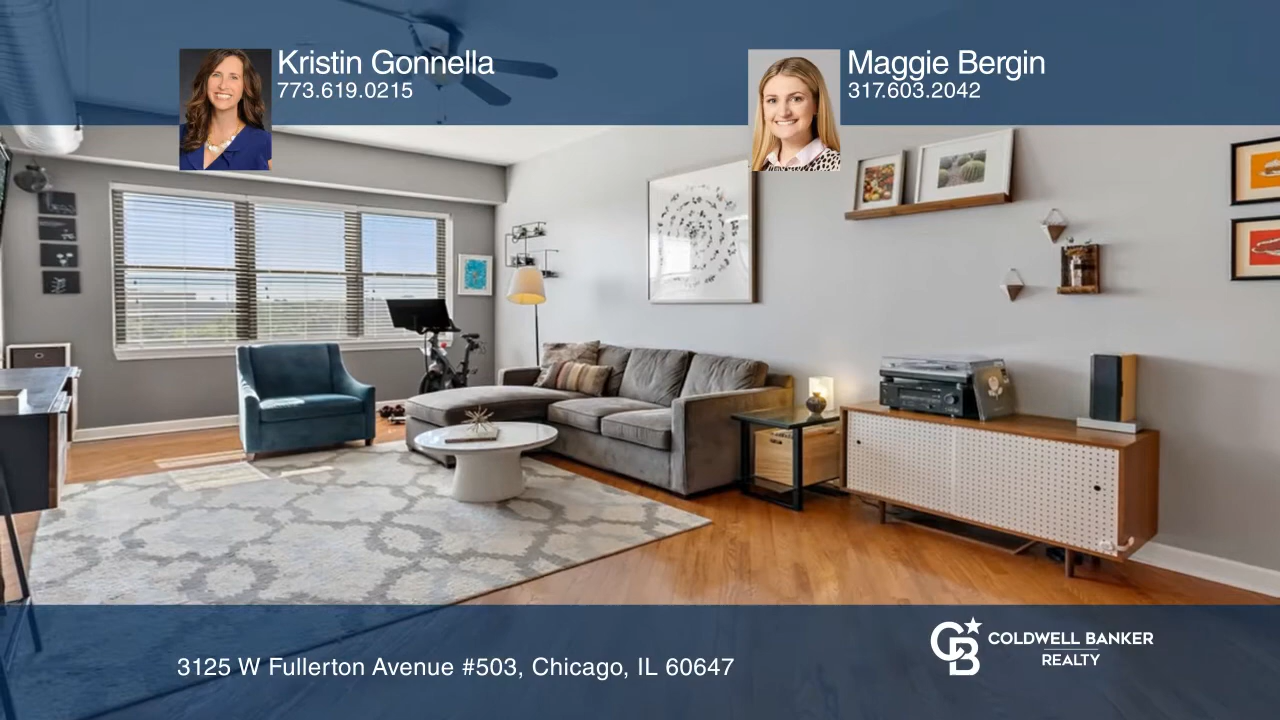 Kristin Gonnella
773.619.0215
Maggie Bergin
317.603.2042
3125 W Fullerton Avenue #503, Chicago, IL 60647
CB
COLDWELL BANKER
REALTY